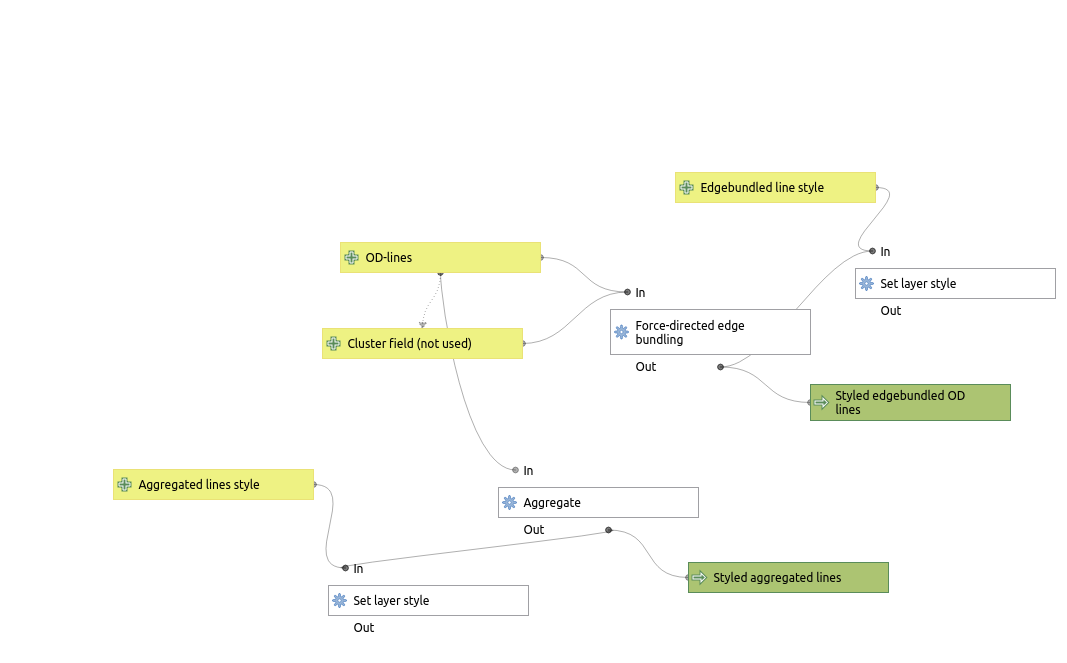 Edgebundled line style
In
Set layer style
Out
OD-lines
In
Force-directed edge
bundling
Out
Cluster field (not used)
Styled edgebundled OD
lines
In
Aggregate
Out
Aggregated lines style
In
Set layer style
Out
Styled aggregated lines